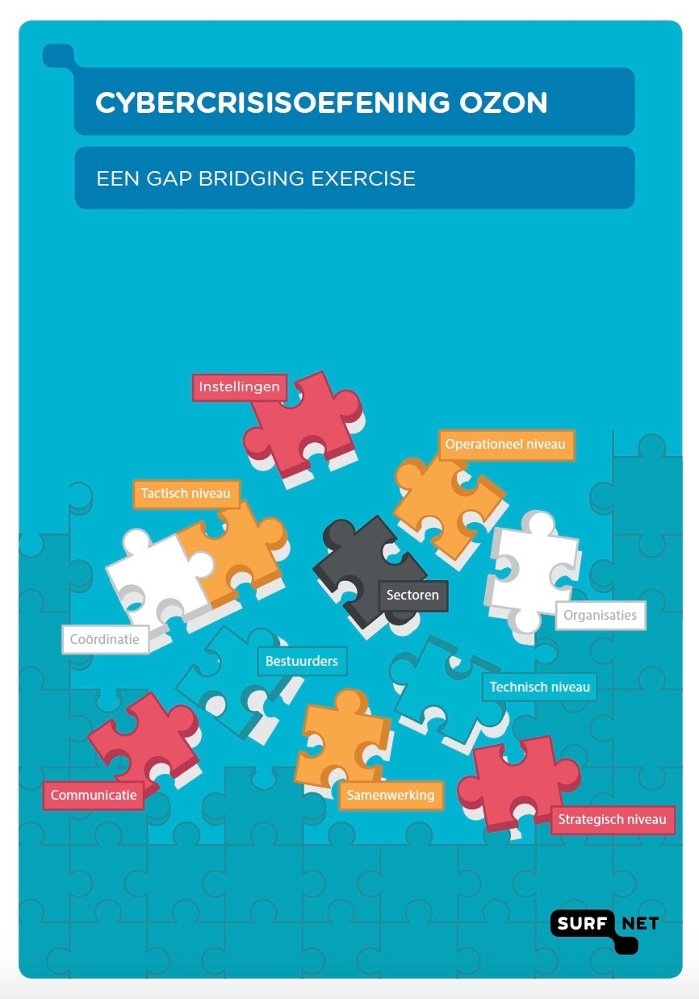 CYBERCRISISOEFENING OZON
EEN GAP BRIDGING EXERCISE
Instellingen
Operationeel niveau
Tactisch niveau
Sectoren
Organisaties
Coördinatie
Bestuurders
Technisch niveau
Communicatie
Samenwerking
Strategisch niveau
SURF NET